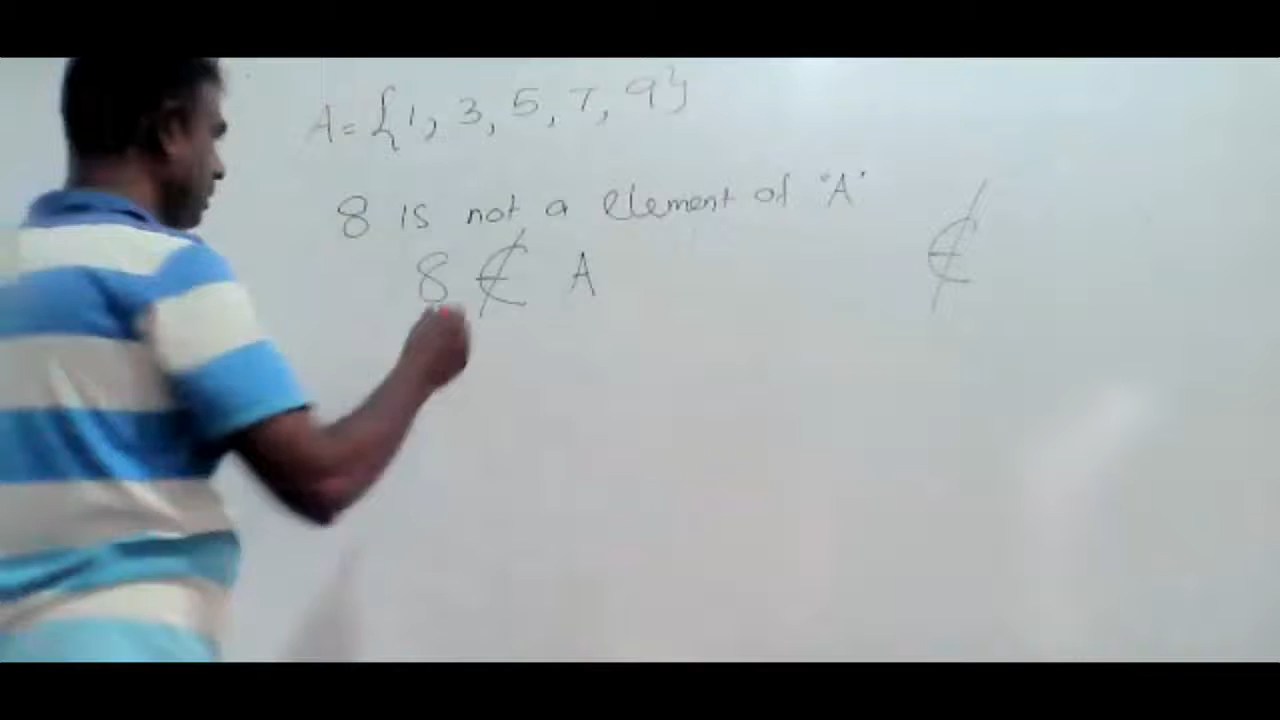 A = {1, 3, 5, 7, 9}
8 is not a element of "A"
8 ∉ A
∉